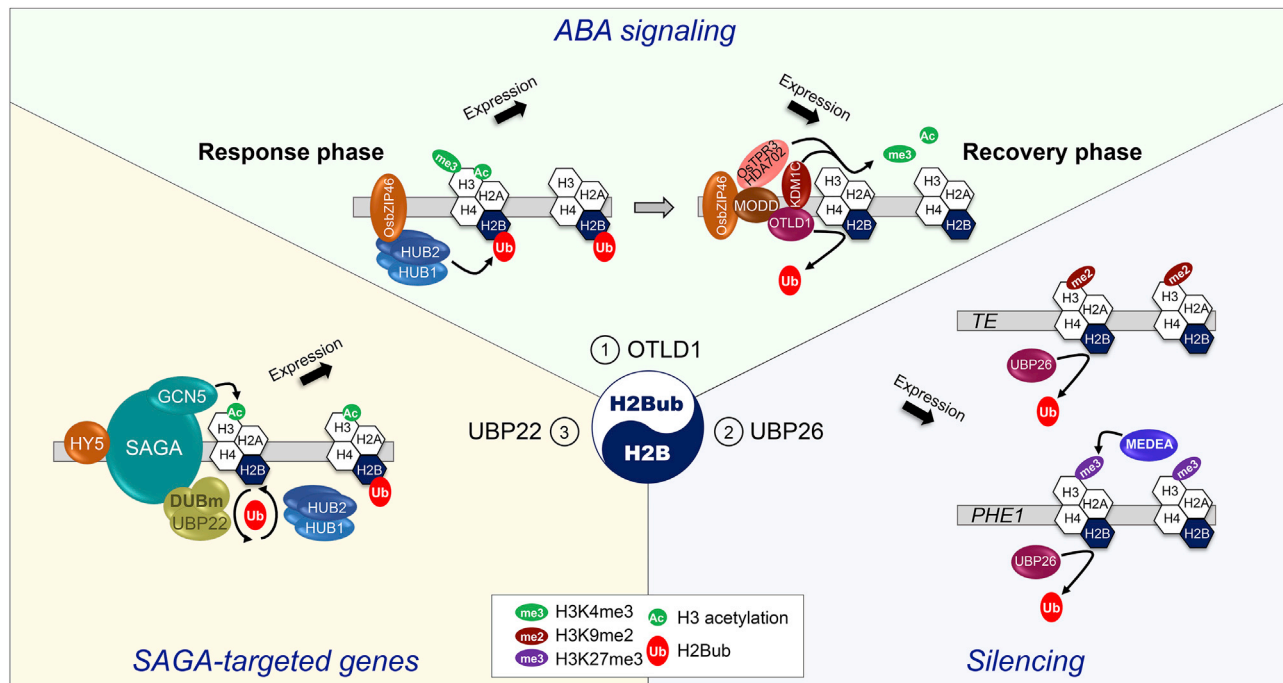 ABA signaling
Response phase
Expression
me3
Ac
H3
H2A
H4
H2B
Ub
OsbZIP46
HUB2
HUB1
H3
H2A
H4
H2B
Ub
Expression
Recovery phase
OsbZIP46
OsTPR3
HDA702
MODD
KDM1C
OTLD1
me3
Ac
H3
H2A
H4
H2B
Ub
H3
H2A
H4
H2B
1 OTLD1
H2Bub
H2B
UBP22 3
2 UBP26
Expression
GCN5
HY5
SAGA
DUBm
UBP22
Ac
H3
H2A
H4
H2B
Ub
HUB2
HUB1
Ac
H3
H2A
H4
H2B
Ub
SAGA-targeted genes
Expression
TE
me2
H3
H2A
H4
H2B
UBP26
Ub
me2
H3
H2A
H4
H2B
MEDEA
PHE1
me3
H3
H2A
H4
H2B
UBP26
Ub
me3
H3
H2A
H4
H2B
Silencing
me3 H3K4me3
me2 H3K9me2
me3 H3K27me3
Ac H3 acetylation
Ub H2Bub